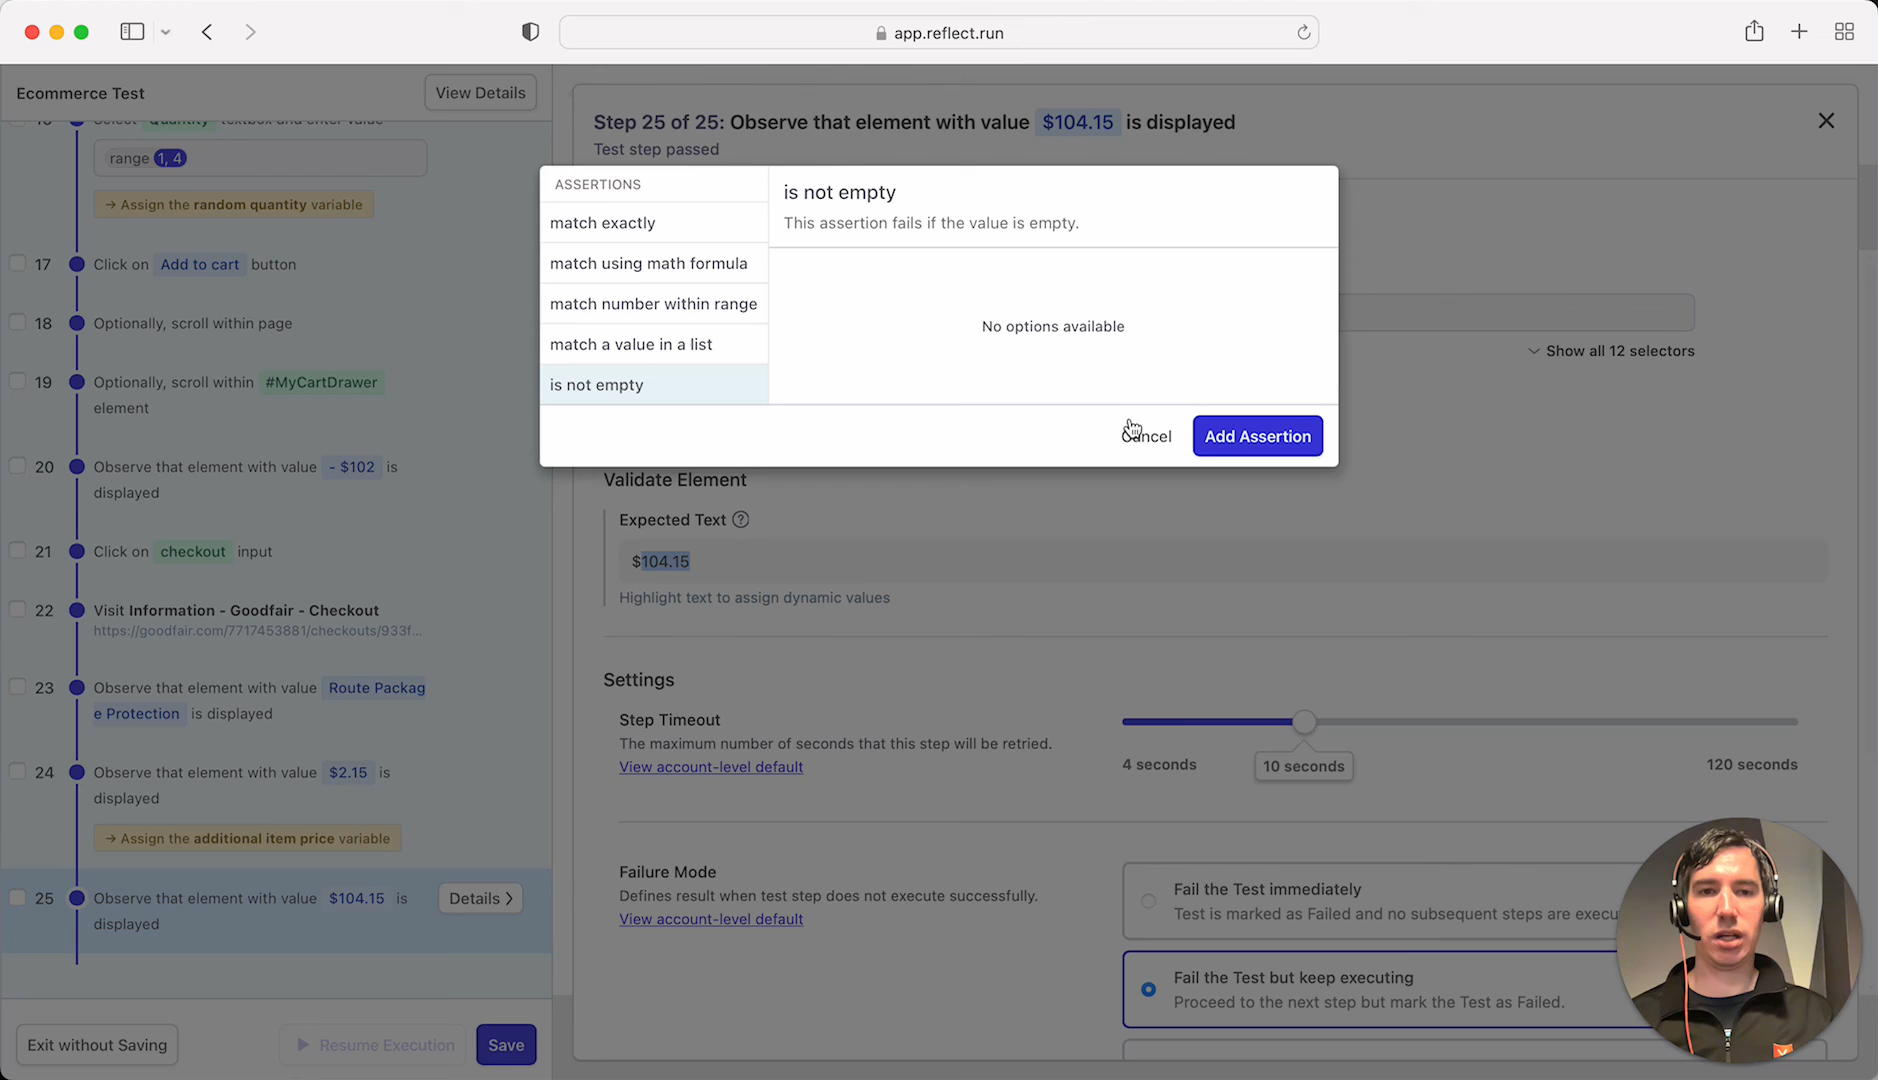 app.reflect.run
Ecommerce Test
View Details
16
Select Quantity textbox and enter value
range 1, 4
→ Assign the random quantity variable
17
Click on Add to cart button
18
Optionally, scroll within page
19
Optionally, scroll within #MyCartDrawer
element
20
Observe that element with value - $102 is
displayed
21
Click on checkout input
22
Visit Information - Goodfair - Checkout
https://goodfair.com/7717453881/checkouts/933f...
23
Observe that element with value Route Packag
e Protection is displayed
24
Observe that element with value $2.15 is
displayed
→ Assign the additional item price variable
25
Observe that element with value $104.15 is
displayed
Details
Exit without Saving
Resume Execution
Save
Step 25 of 25: Observe that element with value $104.15 is displayed
Test step passed
ASSERTIONS
match exactly
match using math formula
match number within range
match a value in a list
is not empty
is not empty
This assertion fails if the value is empty.
No options available
Cancel
Add Assertion
Show all 12 selectors
Validate Element
Expected Text ?
$104.15
Highlight text to assign dynamic values
Settings
Step Timeout
The maximum number of seconds that this step will be retried.
View account-level default
4 seconds
10 seconds
120 seconds
Failure Mode
Defines result when test step does not execute successfully.
View account-level default
Fail the Test immediately
Test is marked as Failed and no subsequent steps are execu
Fail the Test but keep executing
Proceed to the next step but mark the Test as Failed.